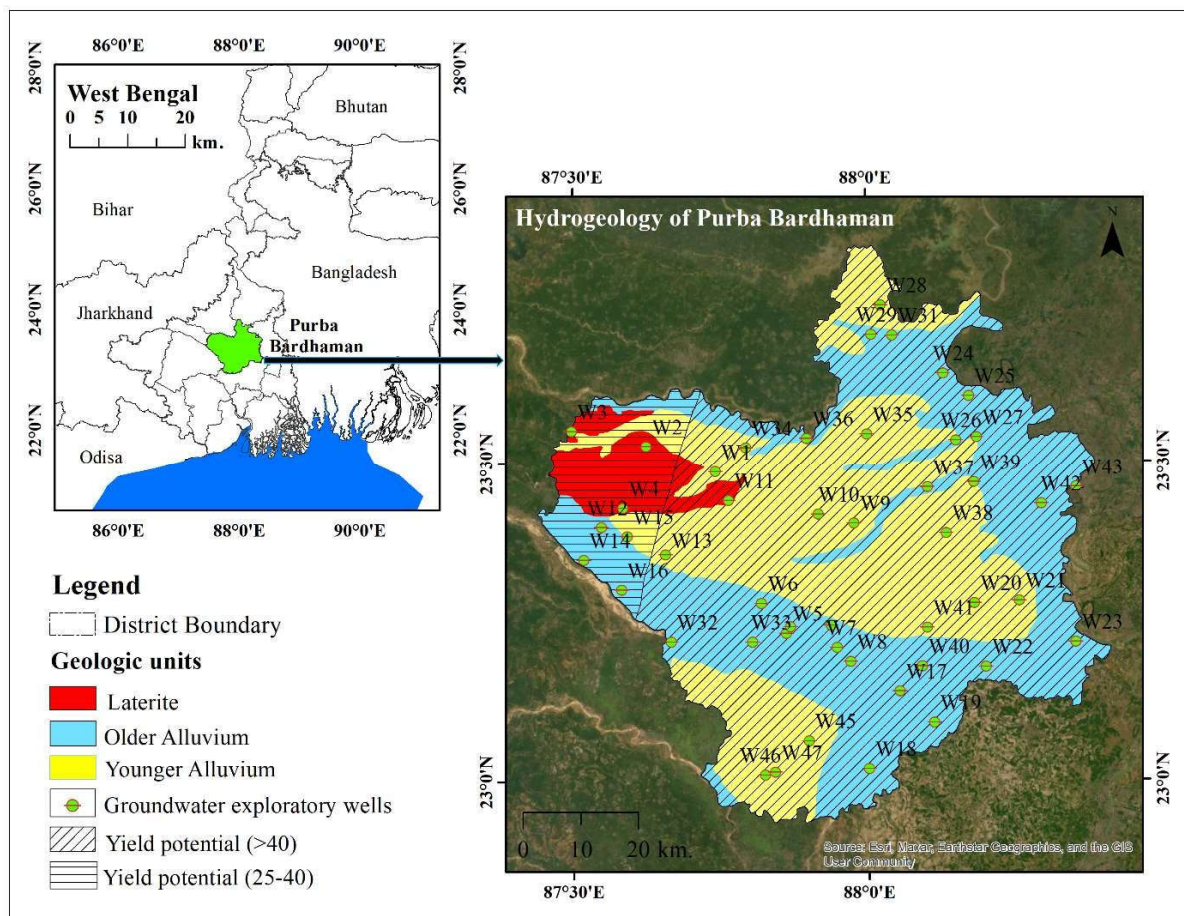 86°0'E 88°0'E 90°0'E
28°0'N
26°0'N
24°0'N
22°0'N
West Bengal
0 5 10 20
km.
Bhutan
Bihar
Bangladesh
Jharkhand
Purba
Bardhaman
Odisa
28°0'N
26°0'N
24°0'N
22°0'N
86°0'E 88°0'E 90°0'E
Legend
District Boundary
Geologic units
Laterite
Older Alluvium
Younger Alluvium
Groundwater exploratory wells
Yield potential (>40)
Yield potential (25-40)
87°30'E 88°0'E
Hydrogeology of Purba Bardhaman
N
W28
W29 W31
W24
W25
W3 W2 W34 W36 W35 W26 W27
W1
W37 W39
23°30'N
23°30'N
W4 W11 W42 W43
W12 W15 W10 W9 W38
W14 W13
W16 W6 W20 W21
W32 W33 W5 W7 W41 W23
W8 W40 W22
W17
W19
W45
W46 W47 W18
23°0'N
23°0'N
0 10 20 km.
Source: Esri, Maxar, Earthstar Geographics, and the GIS
User Community
87°30'E 88°0'E